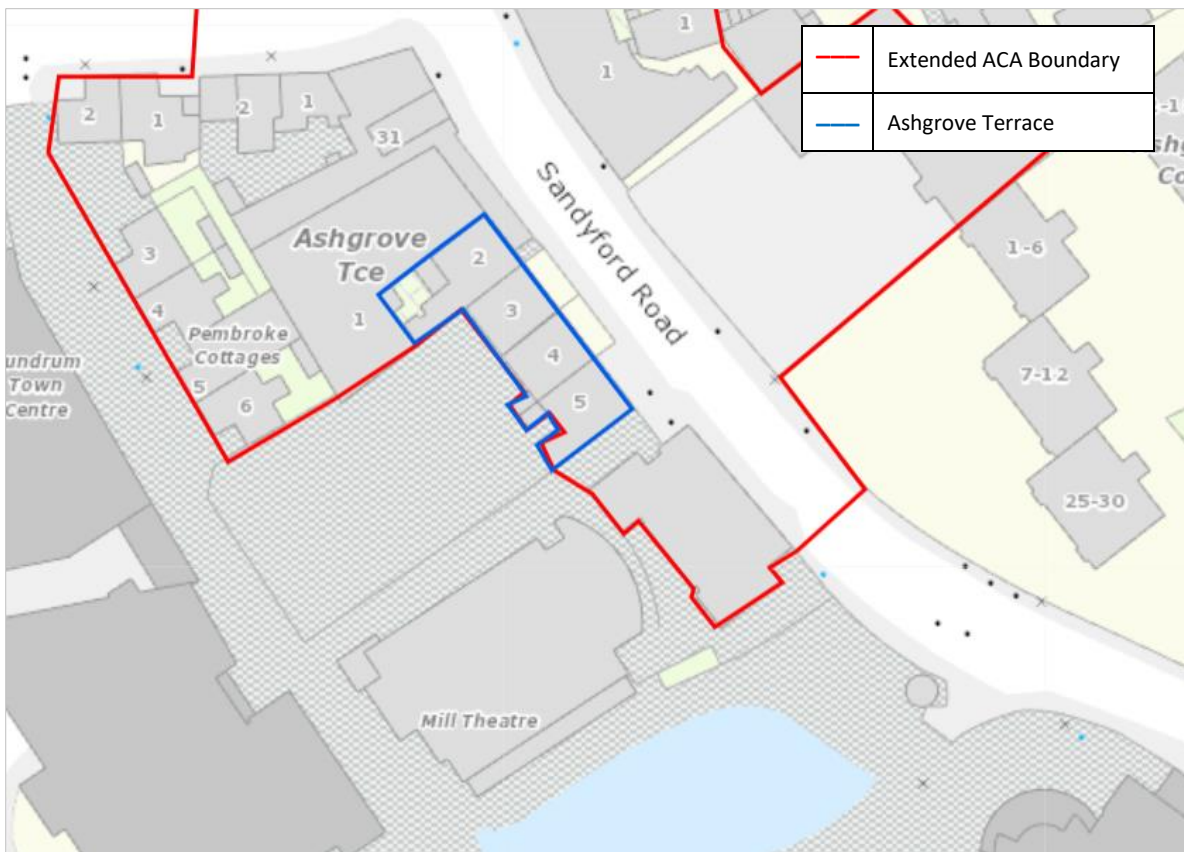 Extended ACA Boundary
Ashgrove Terrace
1
1
2
1
2
1
31
Sandyford Road
Ashgrove
Tce
2
3
4
5
1
3
4
5
6
Pembroke
Cottages
undrum
Town
Centre
1-6
7-12
25-30
Mill Theatre